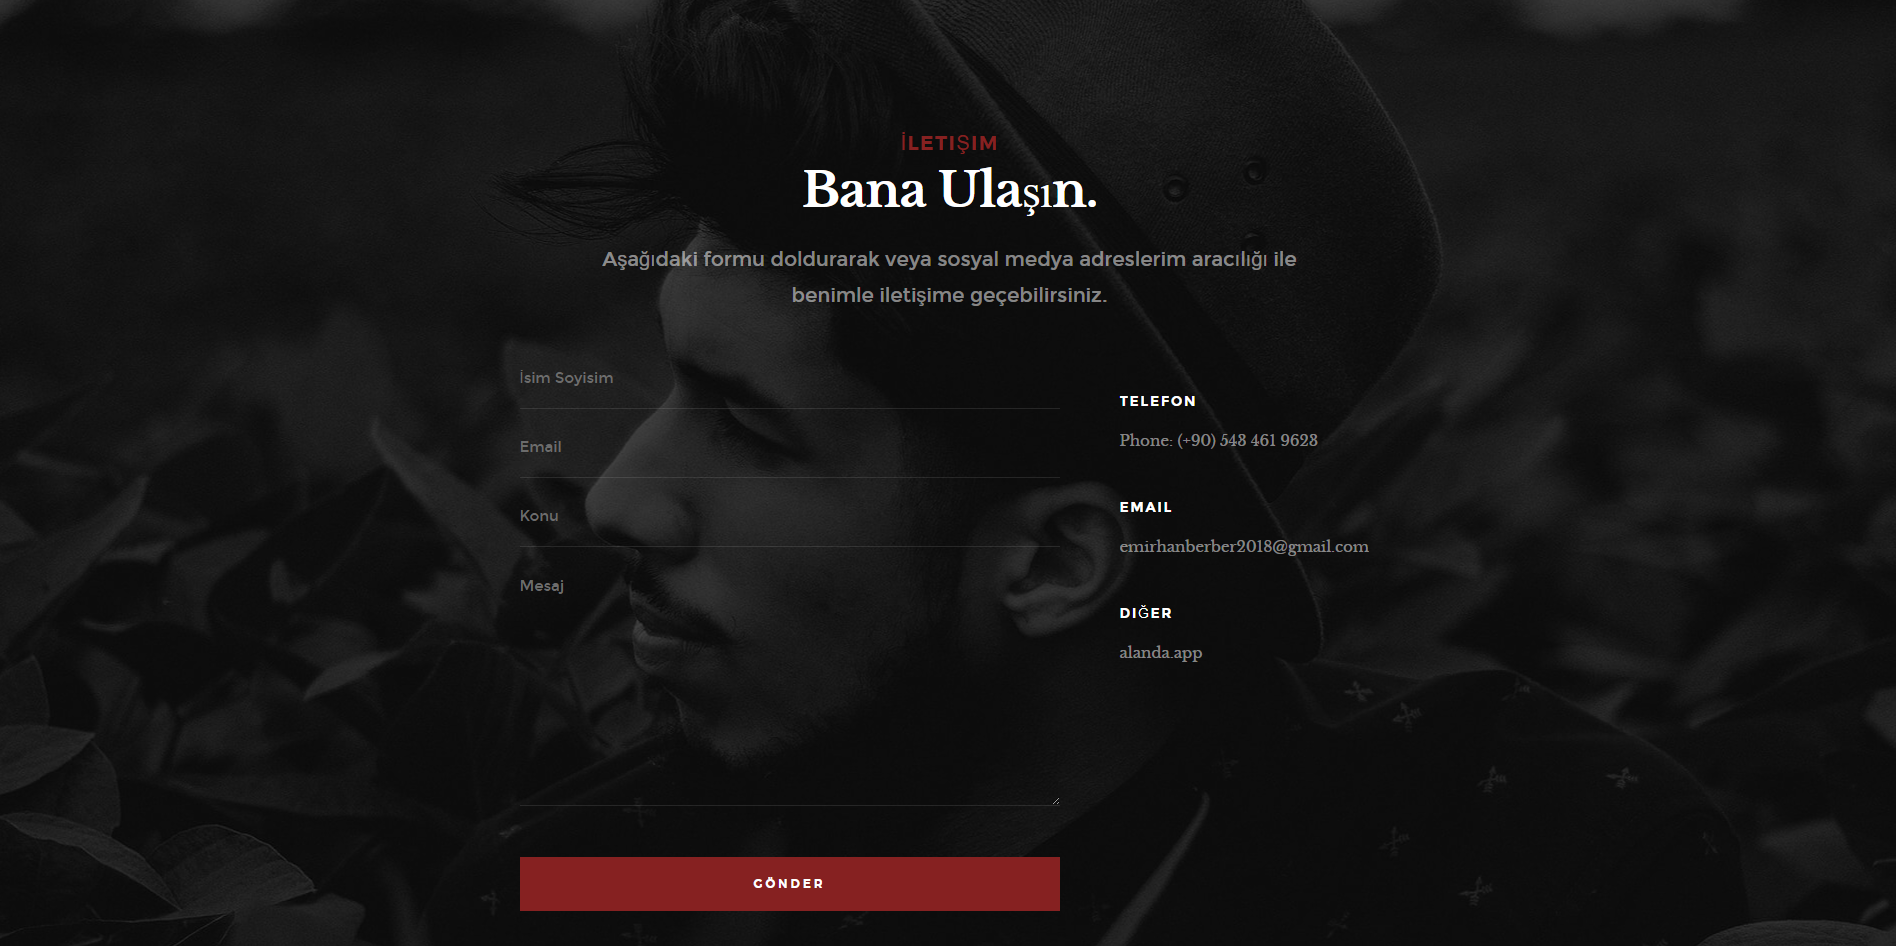 İLETIŞIM
Bana Ulaşın.
Aşağıdaki formu doldurarak veya sosyal medya adreslerim aracılığı ile
benimle iletişime geçebilirsiniz.
İsim Soyisim
Email
Konu
Mesaj
GÖNDER
TELEFON
Phone: (+90) 548 461 9628
EMAIL
emirhanberber2018@gmail.com
DIĞER
alanda.app